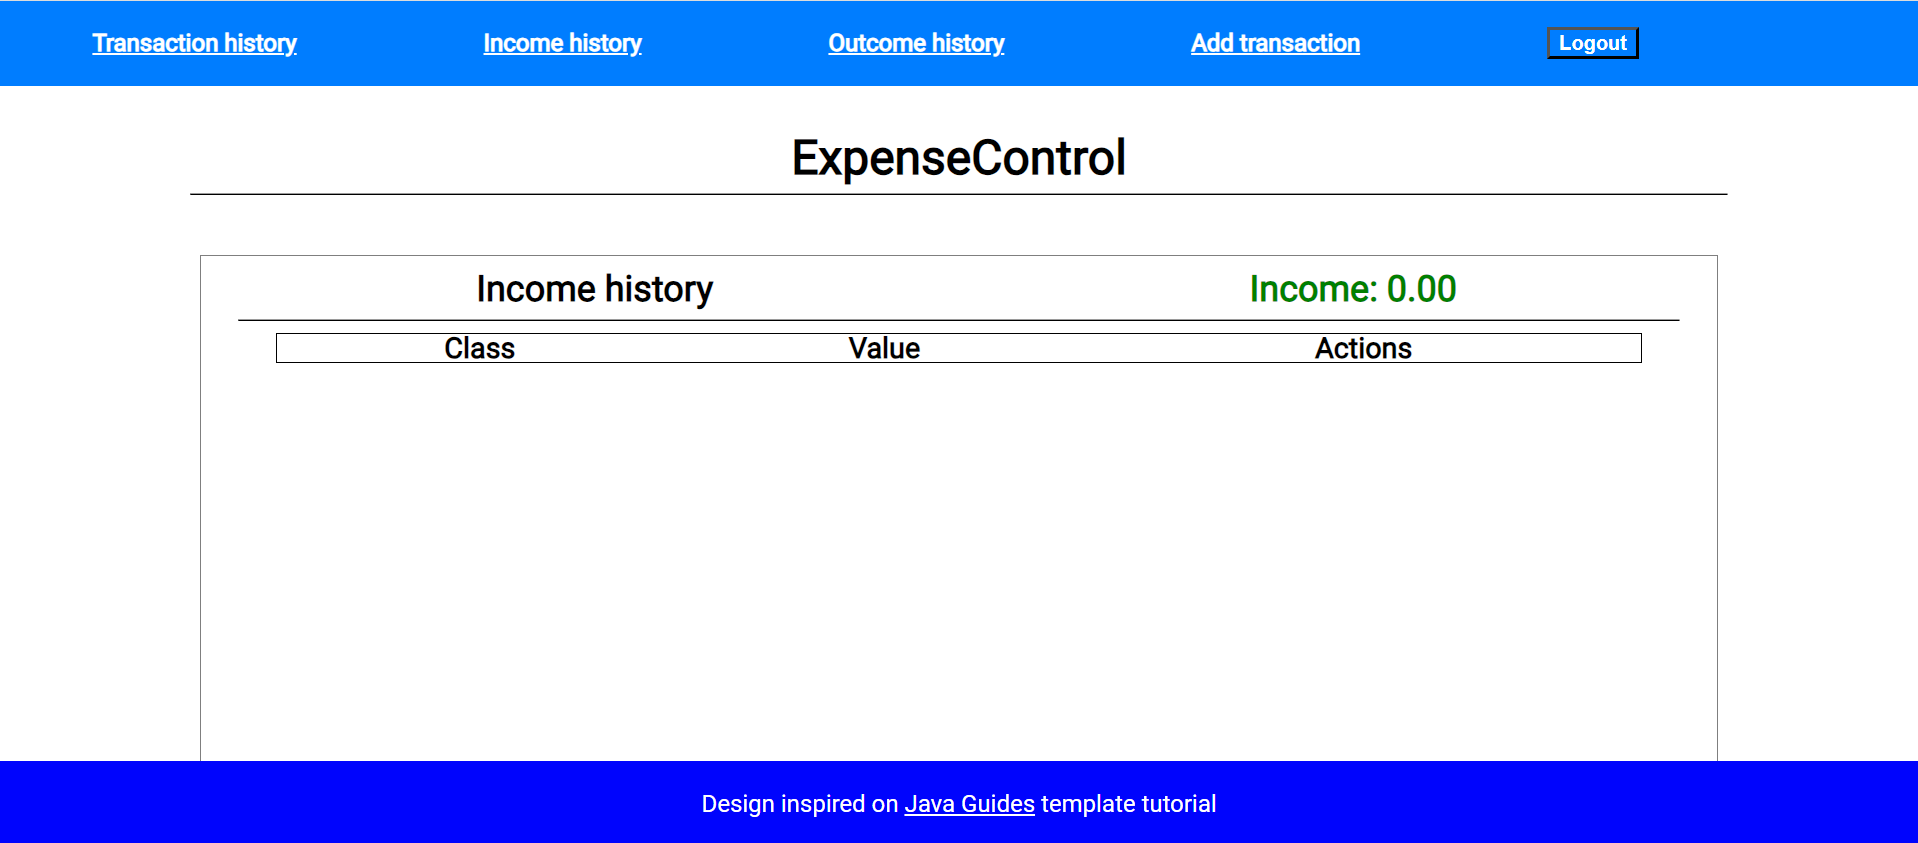 Transaction history Income history Outcome history Add transaction Logout
ExpenseControl
Income history Income: 0.00
Class Value Actions
Design inspired on Java Guides template tutorial